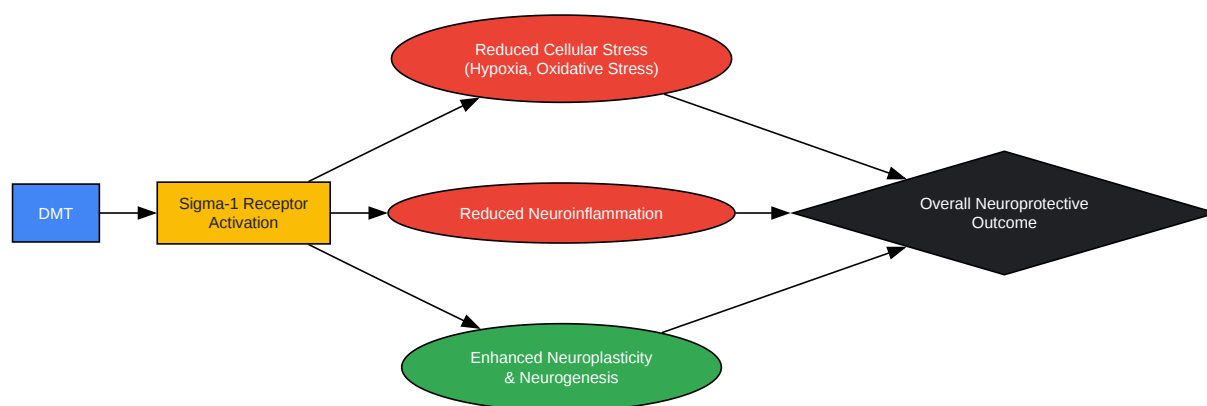 Reduced Cellular Stress
(Hypoxia, Oxidative Stress)
DMT
Sigma-1 Receptor
Activation
Reduced Neuroinflammation
Overall Neuroprotective
Outcome
Enhanced Neuroplasticity
& Neurogenesis